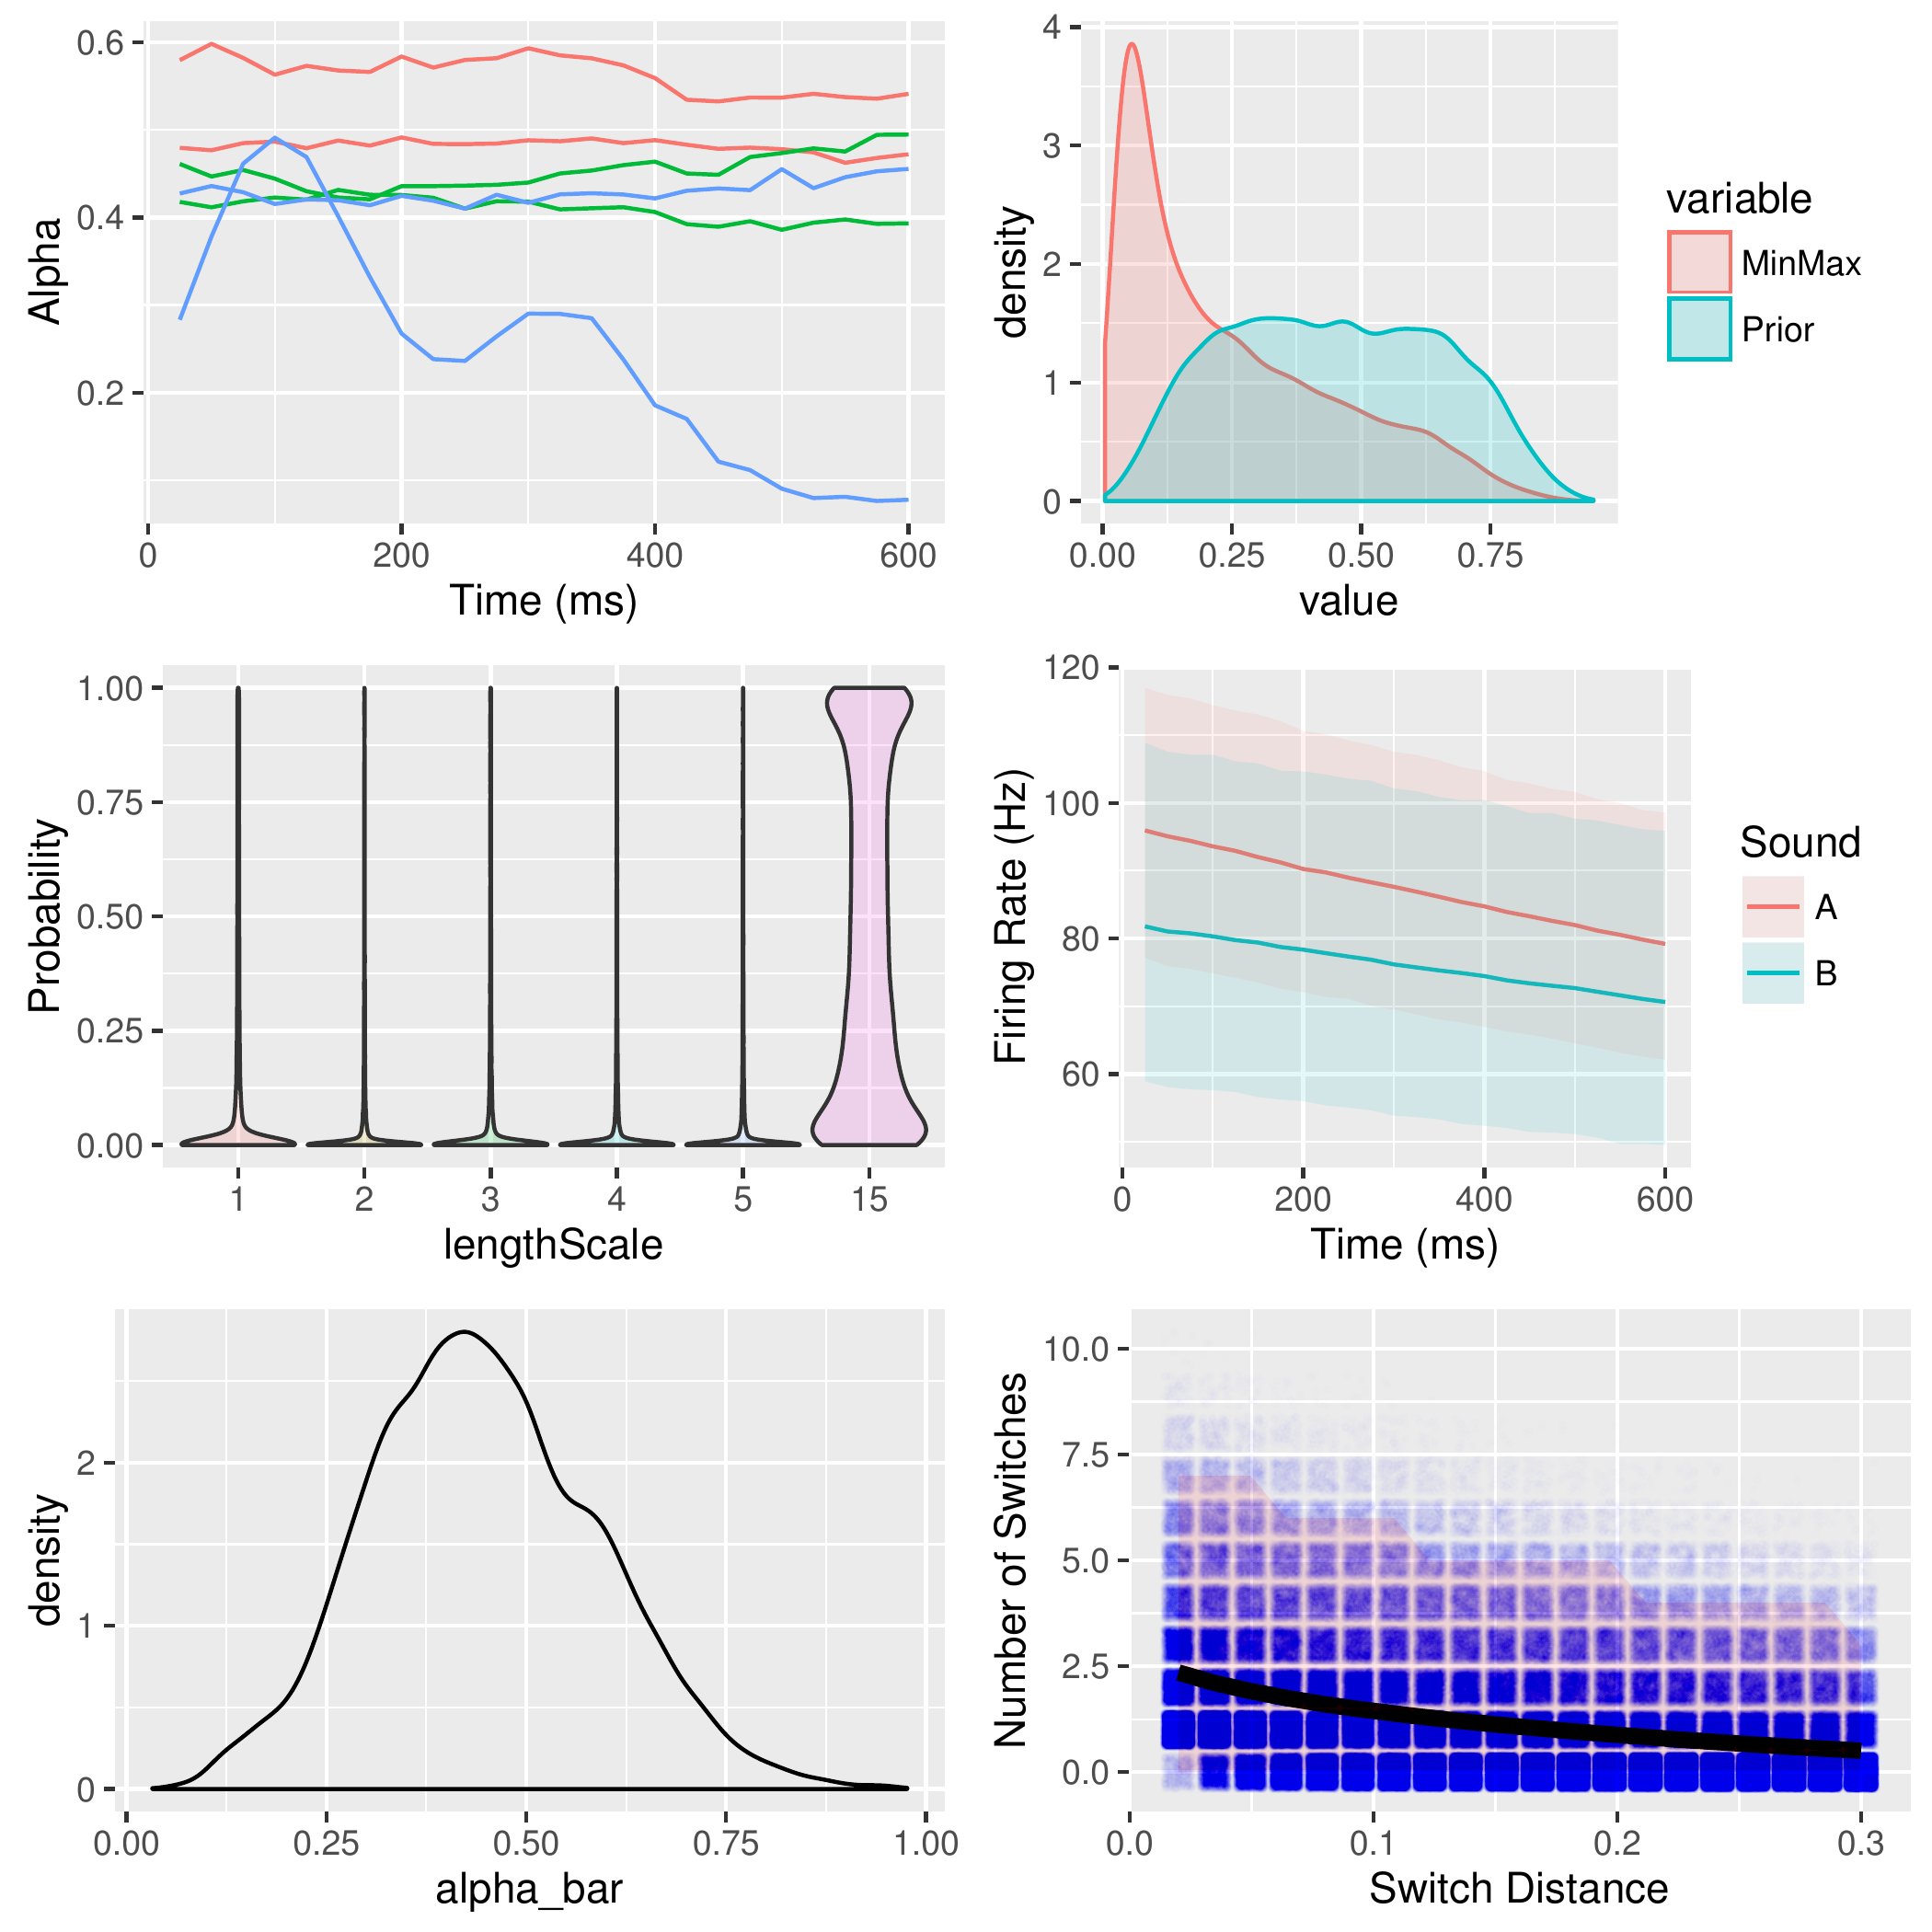 0.6
0.4
0.2
Alpha
0 200 400 600
Time (ms)
4
3
2
1
0
density
0.00 0.25 0.50 0.75
value
variable
MinMax
Prior
1.00
0.75
0.50
0.25
0.00
Probability
1 2 3 4 5 15
lengthScale
120
100
80
60
Firing Rate (Hz)
0 200 400 600
Time (ms)
Sound
A
B
2
1
0
density
0.00 0.25 0.50 0.75 1.00
alpha_bar
10.0
7.5
5.0
2.5
0.0
Number of Switches
0.0 0.1 0.2 0.3
Switch Distance